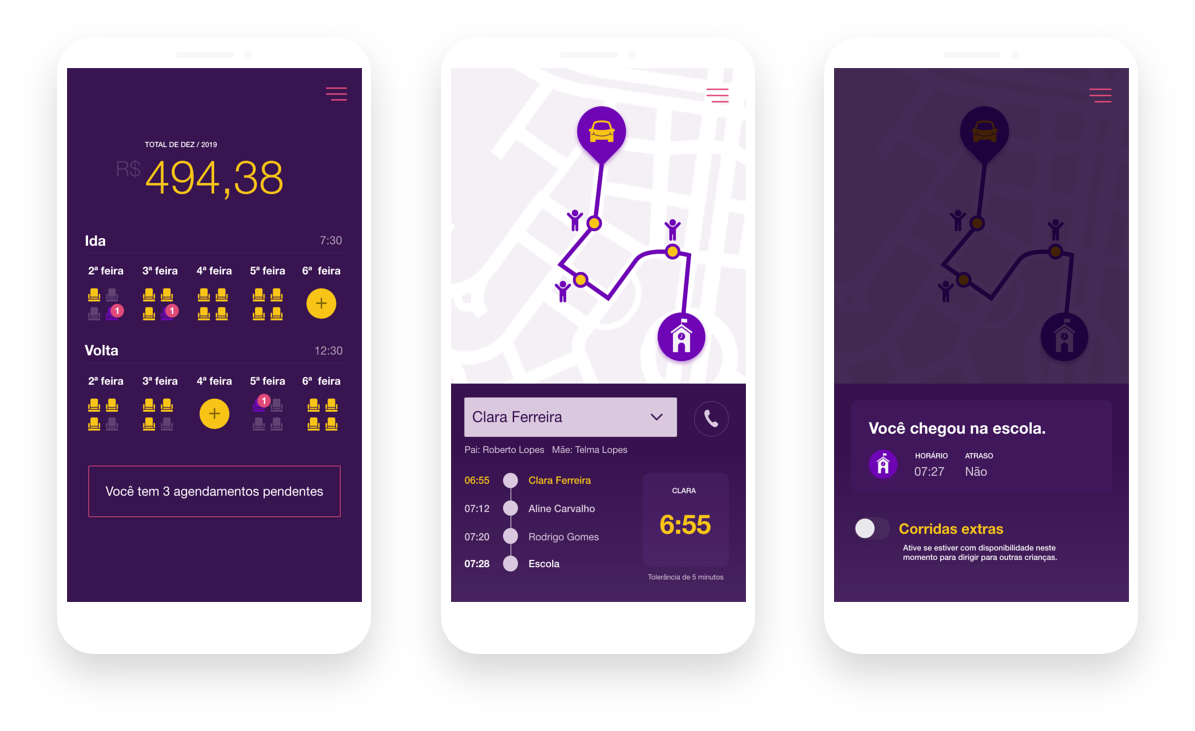 TOTAL DE DEZ / 2019
R$ 494,38
Ida 7:30
2ª feira 3ª feira 4ª feira 5ª feira 6ª feira
1 1 +
Volta 12:30
2ª feira 3ª feira 4ª feira 5ª feira 6ª feira
+ 1
Você tem 3 agendamentos pendentes
Clara Ferreira
Pai: Roberto Lopes Mãe: Telma Lopes
06:55 Clara Ferreira
07:12 Aline Carvalho
07:20 Rodrigo Gomes
07:28 Escola
CLARA
6:55
Tolerância de 5 minutos
Você chegou na escola.
HORÁRIO ATRASO
07:27 Não
Corridas extras
Ative se estiver com disponibilidade neste
momento para dirigir para outras crianças.